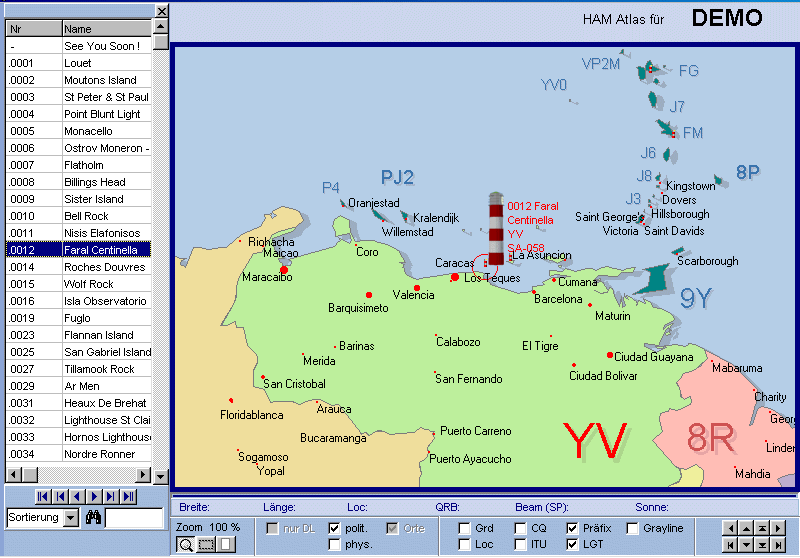 HAM Atlas für DEMO
Nr Name
- See You Soon !
.0001 Louet
.0002 Moutons Island
.0003 St Peter & St Paul
.0004 Point Blunt Light
.0005 Monacello
.0006 Ostrov Moneron -
.0007 Flatholm
.0008 Billings Head
.0009 Sister Island
.0010 Bell Rock
.0011 Nisis Elafonisos
.0012 Faral Centinella
.0014 Roches Douvres
.0015 Wolf Rock
.0016 Isla Observatorio
.0019 Fuglo
.0023 Flannan Island
.0025 San Gabriel Island
.0027 Tillamook Rock
.0029 Ar Men
.0031 Heaux De Brehat
.0032 Lighthouse St Clai
.0033 Hornos Lighthouse
.0034 Nordre Ronner
Sortierung
VP2M
FG
YV0
J7
FM
J6
8P
J8
Kingstown
Dovers
J3
Hillsborough
Saint George's
Victoria
Saint Davids
P4
PJ2
Oranjestad
Kralendijk
Willemstad
0012 Faral
Centinella
YV
SA-058
Riohacha
Maicao
Coro
Caracas
La Asuncion
Scarborough
Maracaibo
Los Teques
Cumana
9Y
Valencia
Barcelona
Barquisimeto
Maturin
Calabozo
El Tigre
Barinas
Merida
Ciudad Guayana
San Cristobal
San Fernando
Ciudad Bolivar
Mabaruma
Floridablanca
Arauca
Charity
Bucaramanga
Puerto Carreno
YV
8R
Geor
Linden
Sogamoso
Yopal
Puerto Ayacucho
Mahdia
Breite: Länge: Loc: QRB: Beam (SP): Sonne:
Zoom 100 %
nur DL
polit.
Orte
phys.
Grd
CQ
Präfix
Grayline
Loc
ITU
LGT